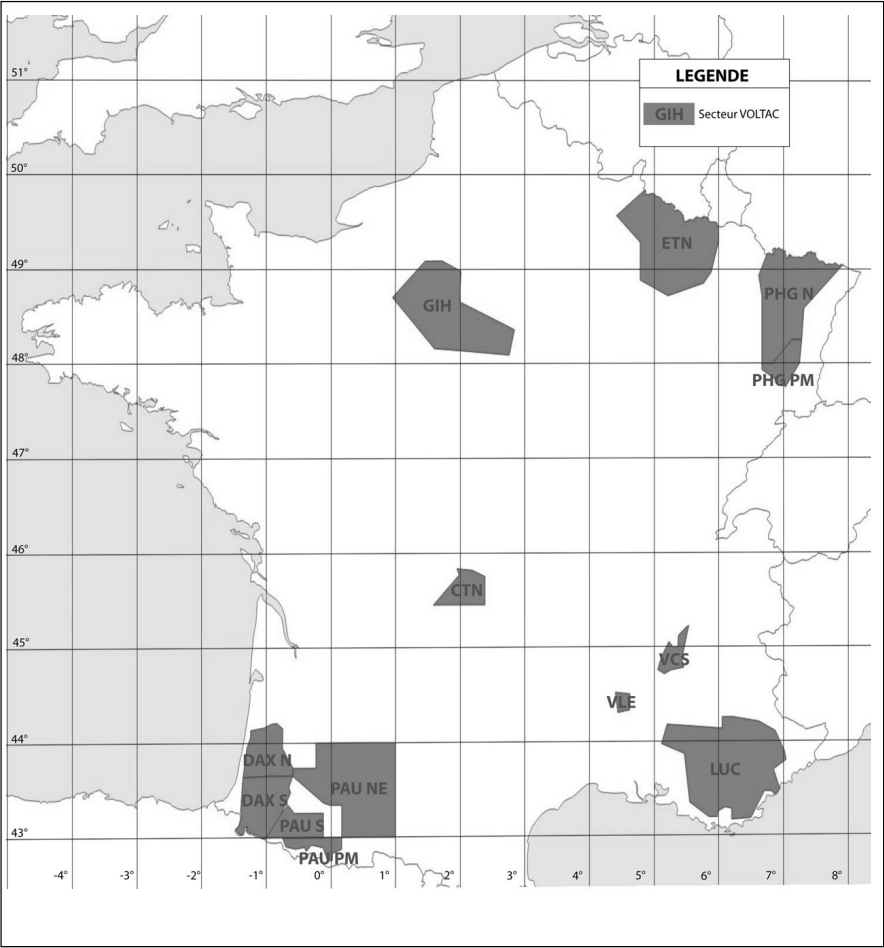 LEGENDE
GIH Secteur VOLTAC
51°
50°
49°
48°
47°
46°
45°
44°
43°
ETN
PHG N
GIH
PHG PM
CTN
VCS
VLE
DAX N
LUC
PAU NE
DAX S
PAU S
PAU PM
-4° -3° -2° -1° 0° 1° 2° 3° 4° 5° 6° 7° 8°